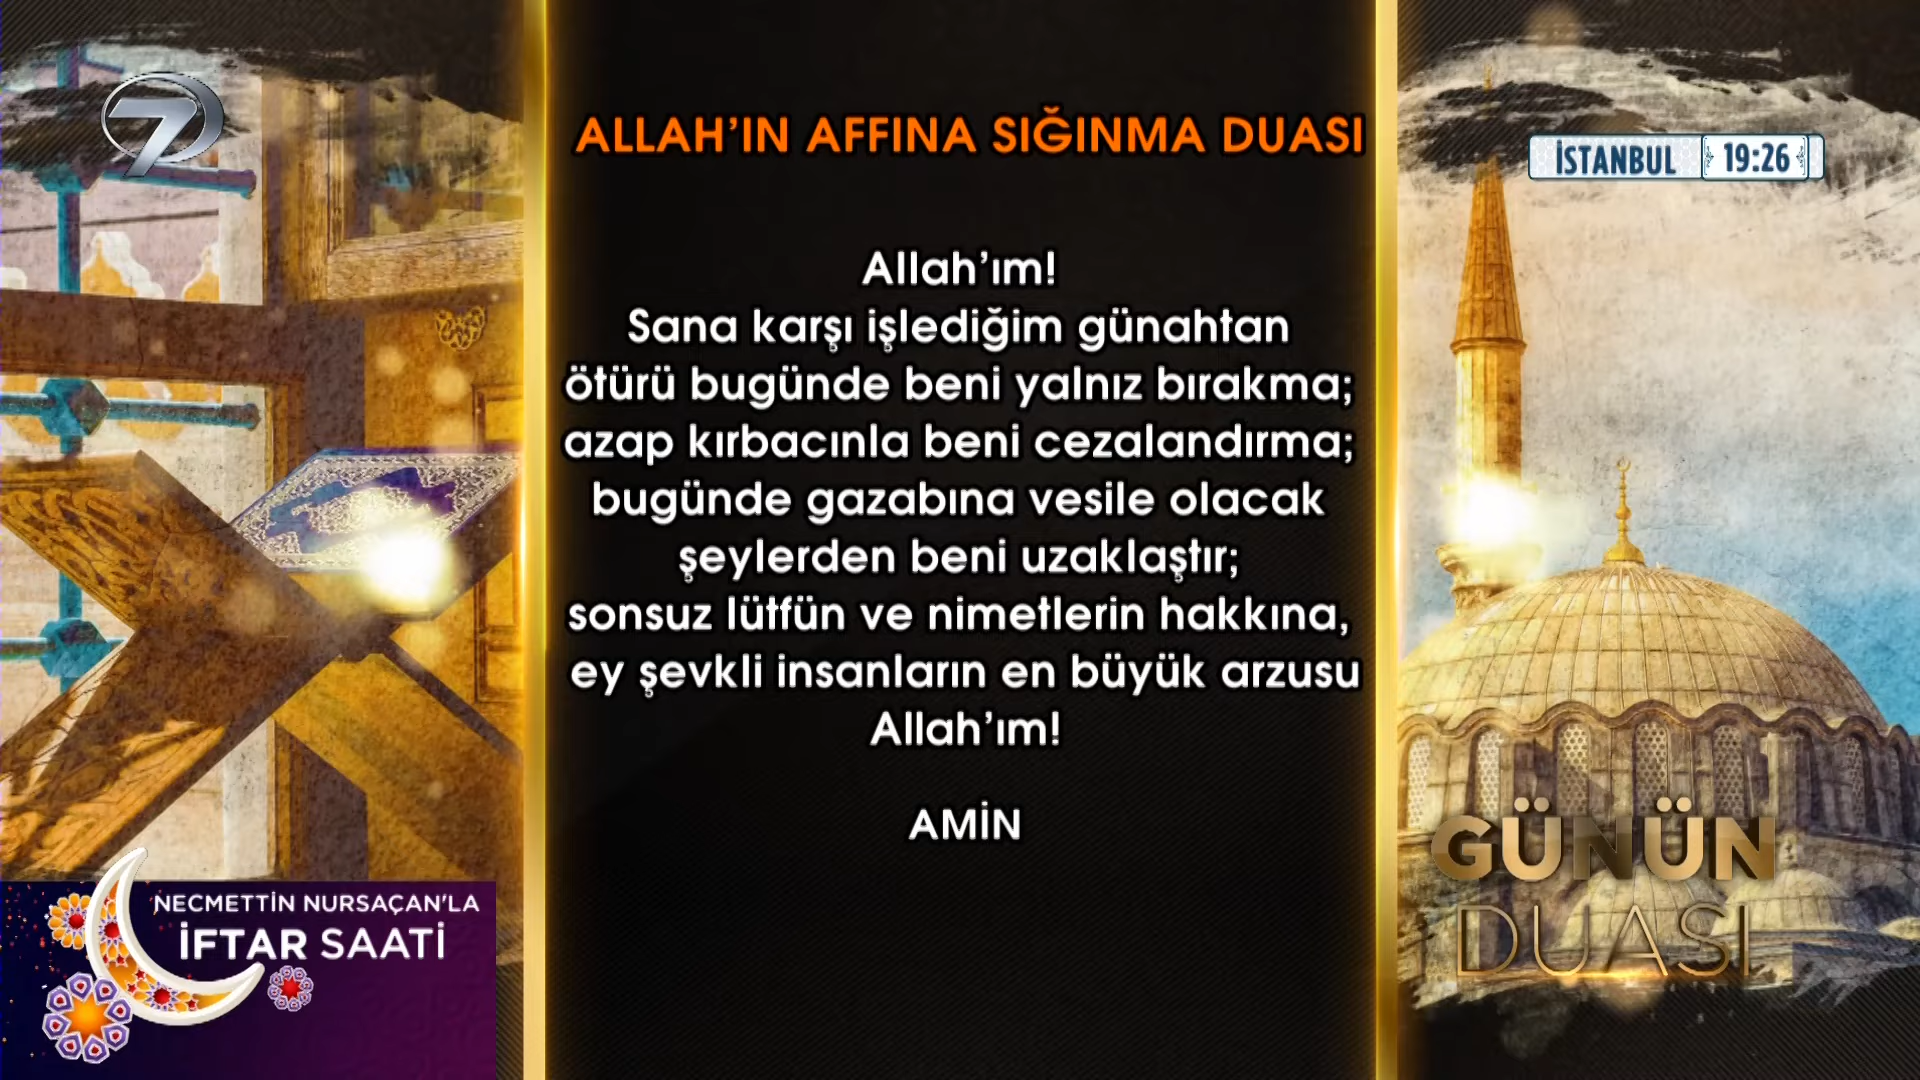 7
ALLAH'IN AFFINA SIĞINMA DUASI
İSTANBUL 19:26
Allah'ım!
Sana karşı işlediğim günahtan
ötürü bugünde beni yalnız bırakma;
azap kırbacınla beni cezalandırma;
bugünde gazabına vesile olacak
şeylerden beni uzaklaştır;
sonsuz lütfün ve nimetlerin hakkına,
ey şevkli insanların en büyük arzusu
Allah'ım!
AMİN
GÜNÜN
DUASI
NECMETTİN NURSAÇAN'LA
İFTAR SAATİ